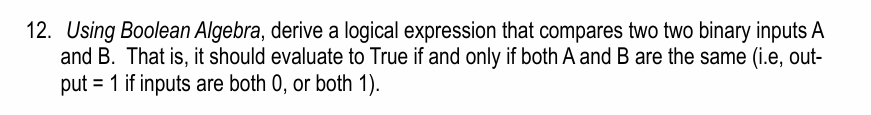 12. Using Boolean Algebra, derive a logical expression that compares two two binary inputs A
and B. That is, it should evaluate to True if and only if both A and B are the same (i.e, out-
put = 1 if inputs are both 0, or both 1).